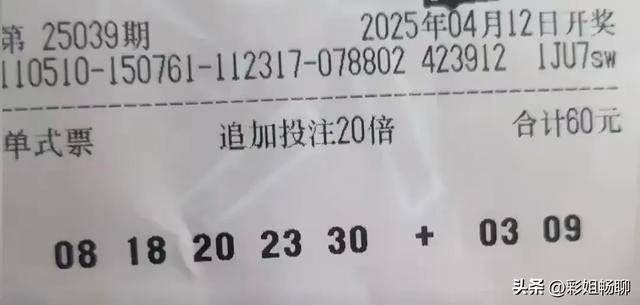 第 25039期 2025年04月12日开奖
110510-150761-112317-078802 423912 1JU7sw
单式票 追加投注20倍 合计60元
08 18 20 23 30 + 03 09
头条 @彩姐畅聊